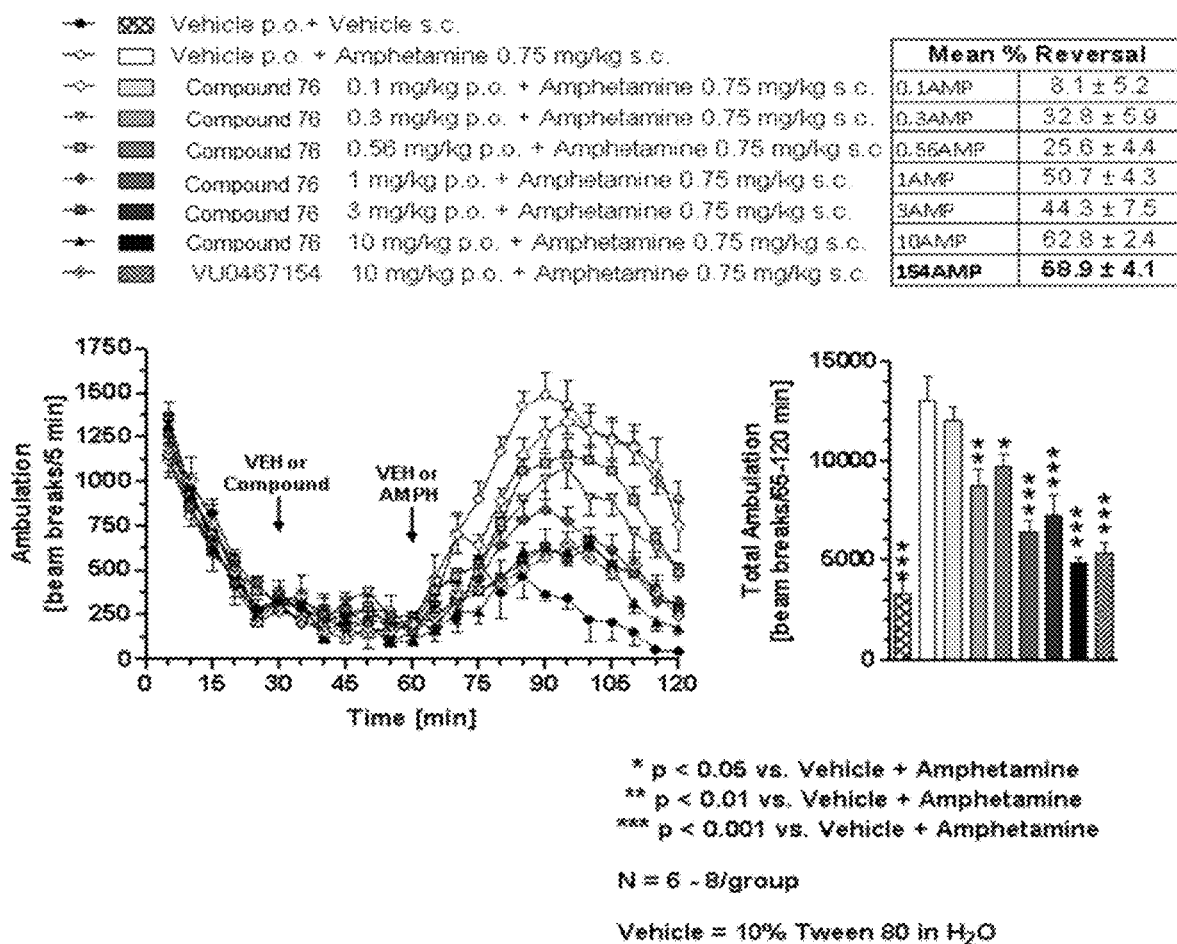 Vehicle p.o.+ Vehicle s.c.
Vehicle p.o. + Amphetamine 0.75 mg/kg s.c.
Compound 76 0.1 mg/kg p.o. + Amphetamine 0.75 mg/kg s.c.
Compound 76 0.3 mg/kg p.o. + Amphetamine 0.75 mg/kg s.c.
Compound 76 0.56 mg/kg p.o. + Amphetamine 0.75 mg/kg s.c
Compound 76 1 mg/kg p.o. + Amphetamine 0.75 mg/kg s.c.
Compound 76 3 mg/kg p.o. + Amphetamine 0.75 mg/kg s.c.
Compound 76 10 mg/kg p.o. + Amphetamine 0.75 mg/kg s.c.
VU0467154 10 mg/kg p.o. + Amphetamine 0.75 mg/kg s.c.
Mean % Reversal
0.1AMP 8.1 ± 5.2
0.3AMP 32.8 ± 5.9
0.56AMP 25.6 ± 4.4
1AMP 50.7 ± 4.3
3AMP 44.3 ± 7.5
10AMP 62.8 ± 2.4
154AMP ± 4.1
Ambulation
[beam breaks/5 min]
1750
1500
1250
1000
750
500
250
0
VEH or
Compound
VEH or
AMPH
0 15 30 45 60 75 90 105 120
Time [min]
Total Ambulation
[beam breaks/65-120 min]
15000
10000
5000
0
***
**
*
***
***
***
***
* p < 0.05 vs. Vehicle + Amphetamine
** p < 0.01 vs. Vehicle + Amphetamine
*** p < 0.001 vs. Vehicle + Amphetamine
N = 6 - 8/group
Vehicle = 10% Tween 80 in H₂O